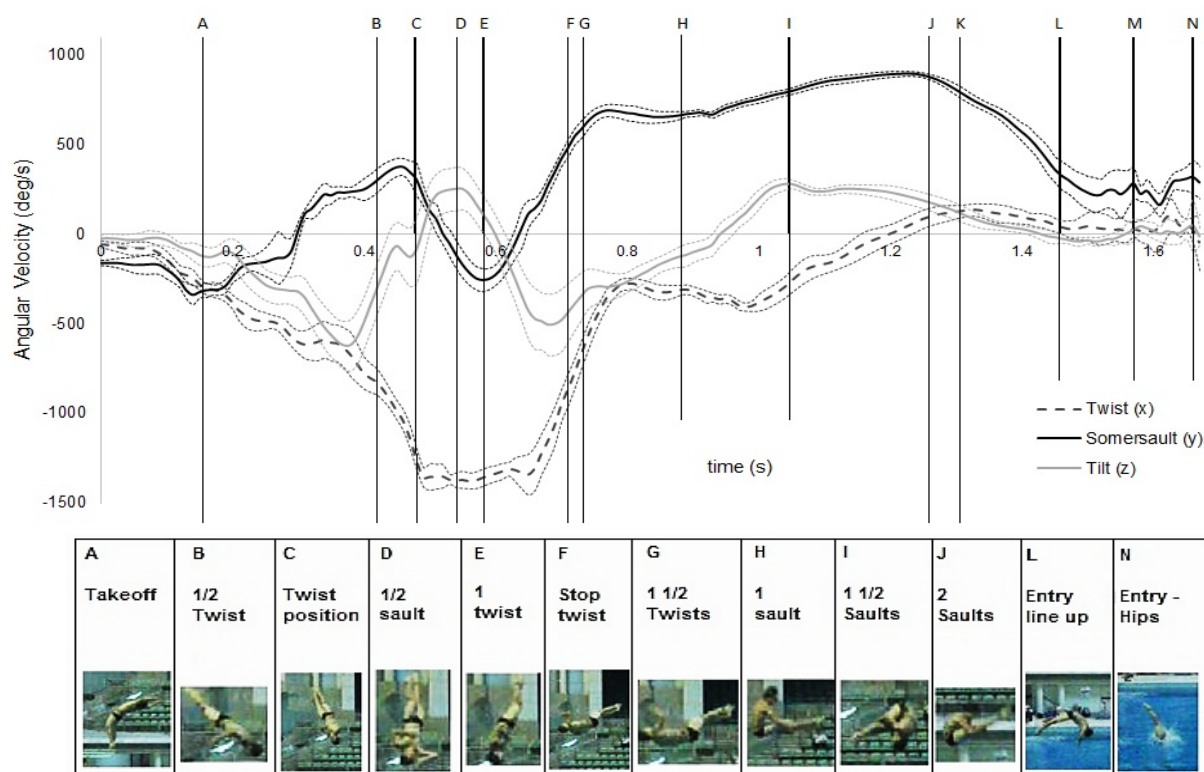 A B C D E F G H I J K L M N
1000
500
0
-500
-1000
-1500
Angular Velocity (deg/s)
0 0.2 0.4 0.6 0.8 1 1.2 1.4 1.6
time (s)
Twist (x)
Somersault (y)
Tilt (z)
A
Takeoff
B
1/2
Twist
C
Twist
position
D
1/2
sault
E
1
twist
F
Stop
twist
G
1 1/2
Twists
H
1
sault
I
1 1/2
Saults
J
2
Saults
L
Entry
line up
N
Entry -
Hips